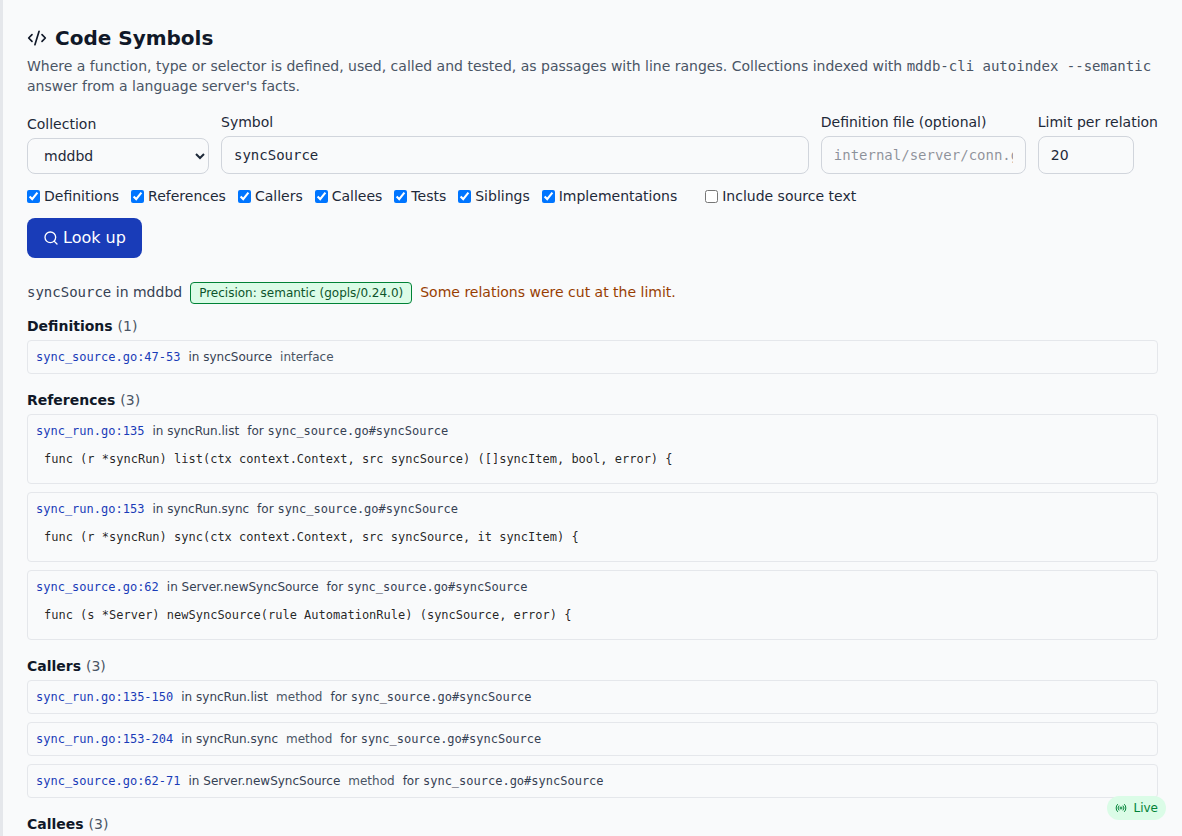 </> Code Symbols
Where a function, type or selector is defined, used, called and tested, as passages with line ranges. Collections indexed with mddb-cli autoindex --semantic
answer from a language server's facts.
Collection Symbol Definition file (optional) Limit per relation
mddbd syncSource internal/server/conn.g 20
Definitions References Callers Callees Tests Siblings Implementations Include source text
Look up
syncSource in mddbd Precision: semantic (gopls/0.24.0) Some relations were cut at the limit.
Definitions (1)
sync_source.go:47-53 in syncSource interface
References (3)
sync_run.go:135 in syncRun.list for sync_source.go#syncSource
func (r *syncRun) list(ctx context.Context, src syncSource) ([]syncItem, bool, error) {
sync_run.go:153 in syncRun.sync for sync_source.go#syncSource
func (r *syncRun) sync(ctx context.Context, src syncSource, it syncItem) {
sync_source.go:62 in Server.newSyncSource for sync_source.go#syncSource
func (s *Server) newSyncSource(rule AutomationRule) (syncSource, error) {
Callers (3)
sync_run.go:135-150 in syncRun.list method for sync_source.go#syncSource
sync_run.go:153-204 in syncRun.sync method for sync_source.go#syncSource
sync_source.go:62-71 in Server.newSyncSource method for sync_source.go#syncSource
Live
Callees (3)